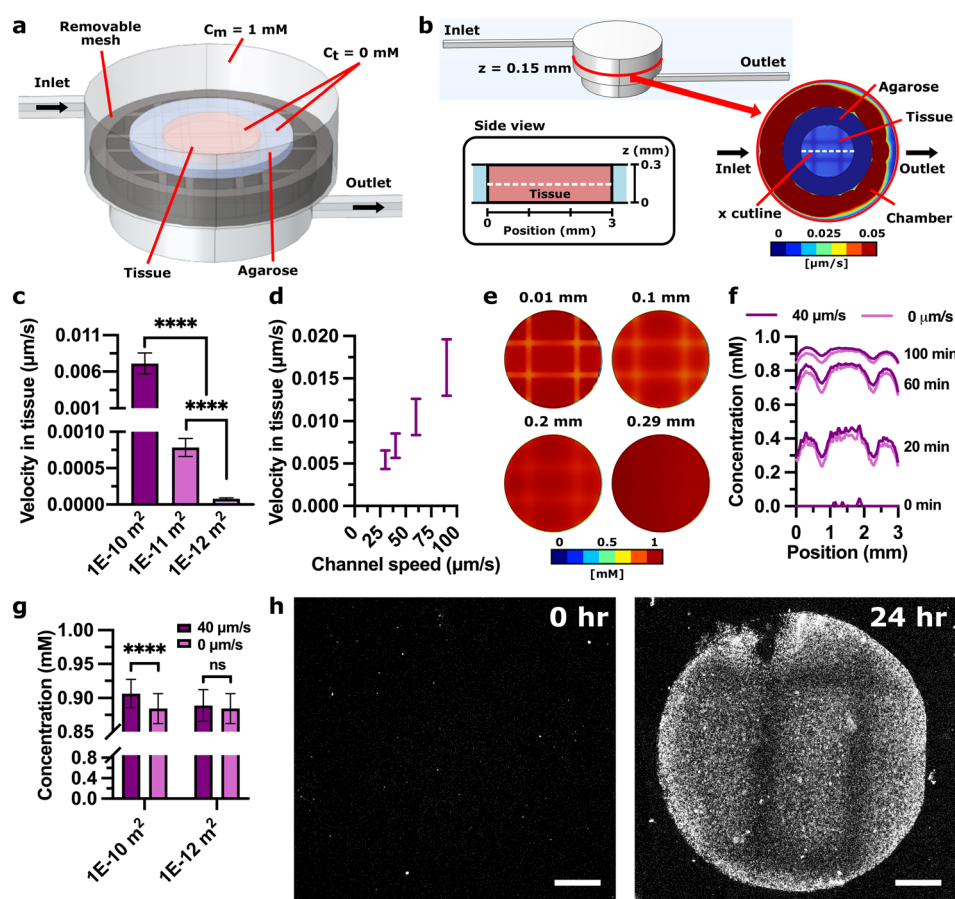 a
Removable
mesh
Cm = 1 mM
Ct = 0 mM
Inlet
Outlet
Tissue
Agarose
b
Inlet
z = 0.15 mm
Outlet
Side view
z (mm)
0.3
Tissue
0
0
3
Position (mm)
Agarose
Tissue
Inlet
Outlet
x cutline
Chamber
0 0.025 0.05
[µm/s]
c
Velocity in tissue (µm/s)
0.011
0.006
0.001
0.0010
0.0005
0.0000
****
****
1E-10 m²
1E-11 m²
1E-12 m²
d
Velocity in tissue (µm/s)
0.020
0.015
0.010
0.005
0.000
0
25
50
75
100
Channel speed (µm/s)
e
0.01 mm
0.1 mm
0.2 mm
0.29 mm
0 0.5 1
[mM]
f
40 µm/s
0 µm/s
Concentration (mM)
1.0
0.8
0.6
0.4
0.2
0.0
100 min
60 min
20 min
0 min
0 1 2 3
Position (mm)
g
40 µm/s
0 µm/s
Concentration (mM)
1.00
0.95
0.90
0.85
0.8
0.6
0.4
0.2
0.0
****
ns
1E-10 m²
1E-12 m²
h
0 hr
24 hr